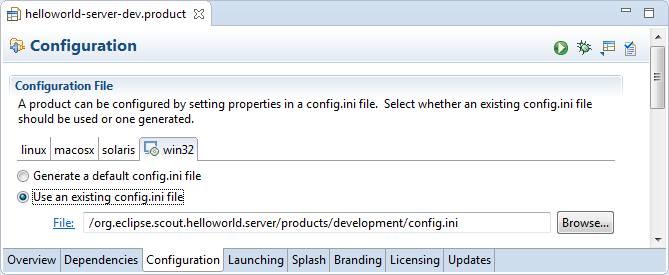 helloworld-server-dev.product
Configuration
Configuration File
A product can be configured by setting properties in a config.ini file. Select whether an existing config.ini file
should be used or one generated.
linux macosx solaris win32
Generate a default config.ini file
Use an existing config.ini file
File: /org.eclipse.scout.helloworld.server/products/development/config.ini Browse...
Overview Dependencies Configuration Launching Splash Branding Licensing Updates